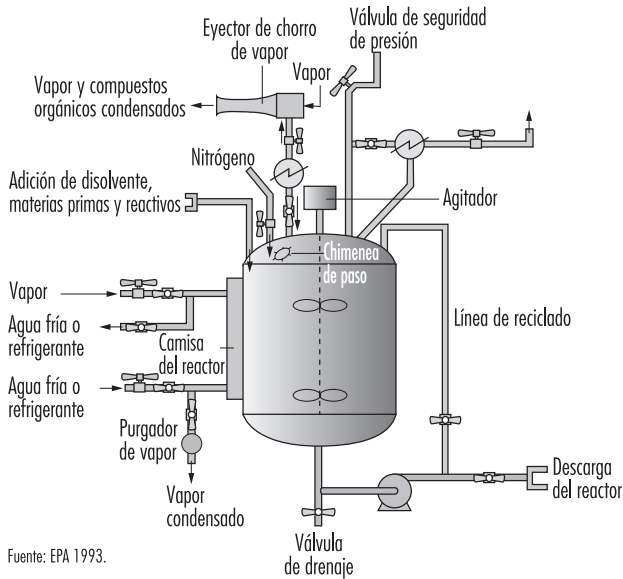 Eyector de chorro
de vapor
Válvula de seguridad
de presión
Vapor
Vapor y compuestos
orgánicos condensados
Nitrógeno
Adición de disolvente,
materias primas y reactivos
Agitador
Chimenea
de paso
Vapor
Agua fría o
refrigerante
Camisa
del reactor
Línea de reciclado
Agua fría o
refrigerante
Purgador
de vapor
Vapor
condensado
Descarga
del reactor
Válvula
de drenaje
Fuente: EPA 1993.